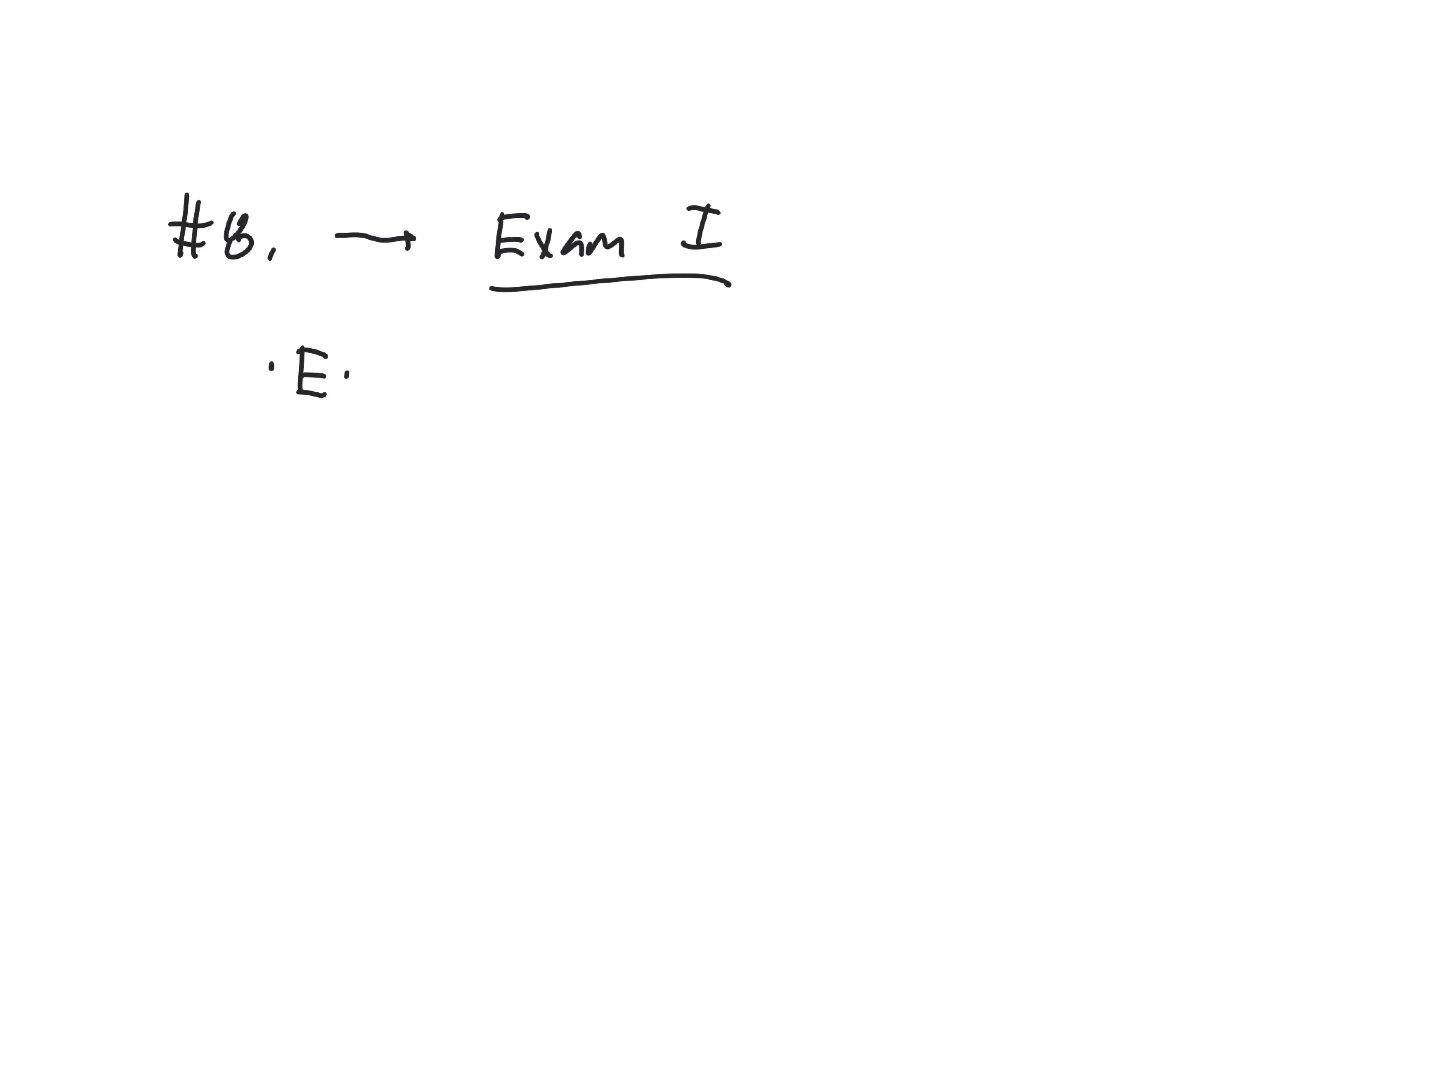 #8. → Exam I
· E ·